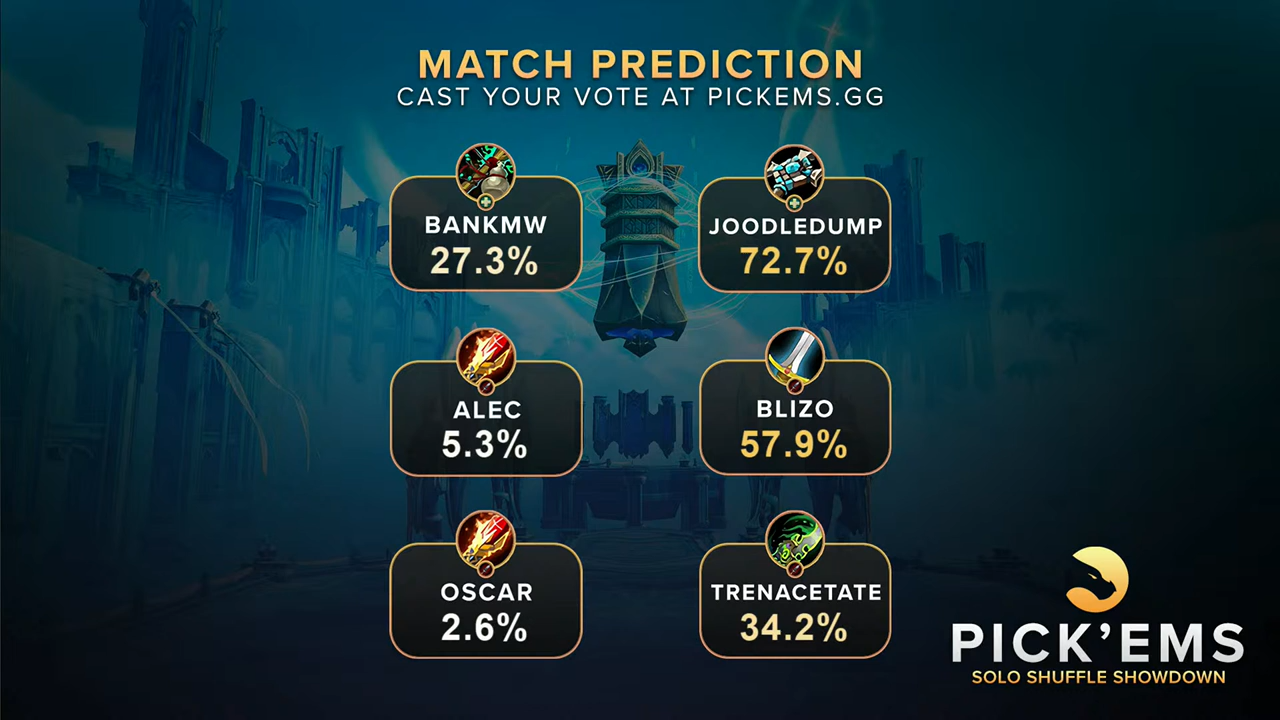 MATCH PREDICTION
CAST YOUR VOTE AT PICKEMS.GG
BANKMW
27.3%
JOODLEDUMP
72.7%
ALEC
5.3%
BLIZO
57.9%
OSCAR
2.6%
TRENACETATE
34.2%
PICK'EMS
SOLO SHUFFLE SHOWDOWN